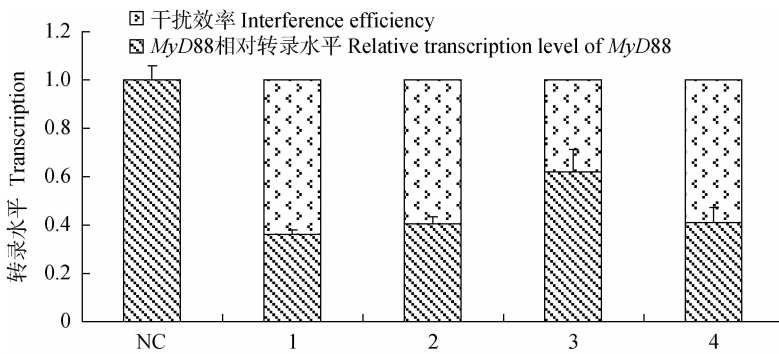 干扰效率 Interference efficiency
MyD88相对转录水平 Relative transcription level of MyD88
转录水平 Transcription
1.2
1.0
0.8
0.6
0.4
0.2
0
NC 1 2 3 4